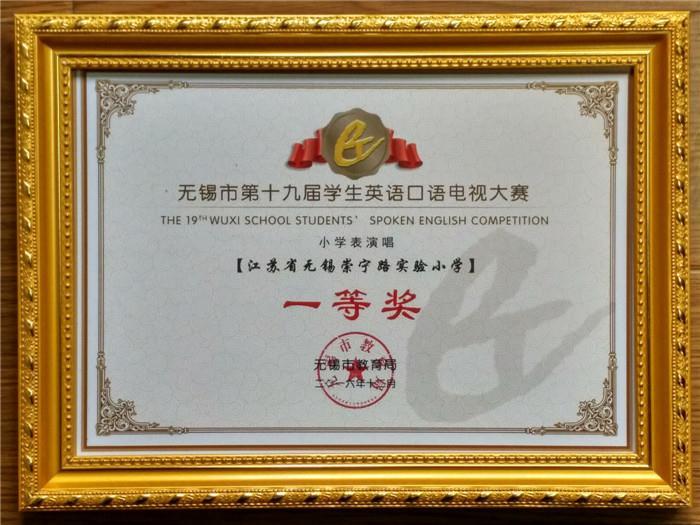 无锡市第十九届学生英语口语电视大赛
THE 19TH WUXI SCHOOL STUDENTS' SPOKEN ENGLISH COMPETITION
小学表演唱
【江苏省无锡崇宁路实验小学】
一等奖
无锡市教育局